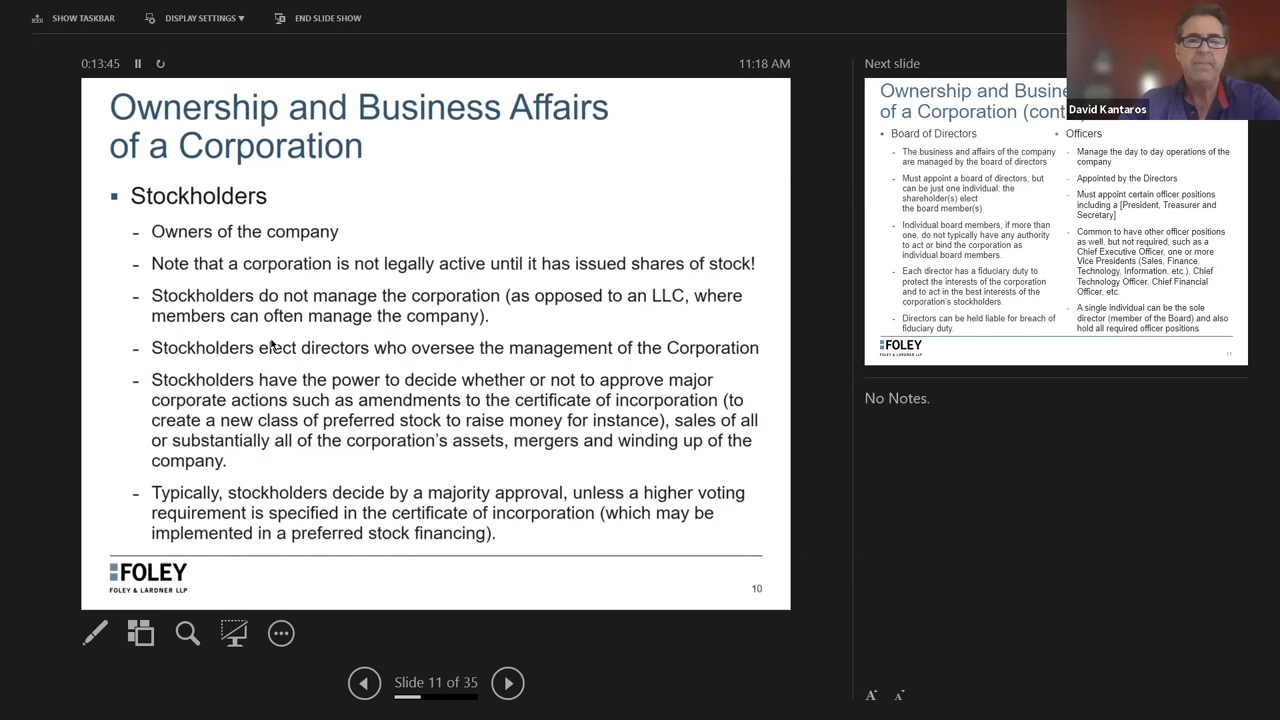 SHOW TASKBAR
DISPLAY SETTINGS ▼
END SLIDE SHOW
0:13:45
11:18 AM
Ownership and Business Affairs
of a Corporation
▪ Stockholders
- Owners of the company
- Note that a corporation is not legally active until it has issued shares of stock!
- Stockholders do not manage the corporation (as opposed to an LLC, where
members can often manage the company).
- Stockholders elect directors who oversee the management of the Corporation
- Stockholders have the power to decide whether or not to approve major
corporate actions such as amendments to the certificate of incorporation (to
create a new class of preferred stock to raise money for instance), sales of all
or substantially all of the corporation's assets, mergers and winding up of the
company.
- Typically, stockholders decide by a majority approval, unless a higher voting
requirement is specified in the certificate of incorporation (which may be
implemented in a preferred stock financing).
FOLEY
FOLEY & LARDNER LLP
10
Slide 11 of 35
Next slide
David Kantaros
Ownership and Busine
of a Corporation (cont
▪ Board of Directors
- The business and affairs of the company
are managed by the board of directors
- Must appoint a board of directors, but
can be just one individual; the
shareholder(s) elect
the board member(s)
- Individual board members, if more than
one, do not typically have any authority
to act or bind the corporation as
individual board members.
- Each director has a fiduciary duty to
protect the interests of the corporation
and to act in the best interests of the
corporation's stockholders.
- Directors can be held liable for breach of
fiduciary duty.
▪ Officers
- Manage the day to day operations of the
company
- Appointed by the Directors
- Must appoint certain officer positions
including a [President, Treasurer and
Secretary]
- Common to have other officer positions
as well, but not required, such as a
Chief Executive Officer, one or more
Vice Presidents (Sales, Finance,
Technology, Information, etc.), Chief
Technology Officer, Chief Financial
Officer, etc.
- A single individual can be the sole
director (member of the Board) and also
hold all required officer positions
FOLEY
FOLEY & LARDNER LLP
11
No Notes.
A
A